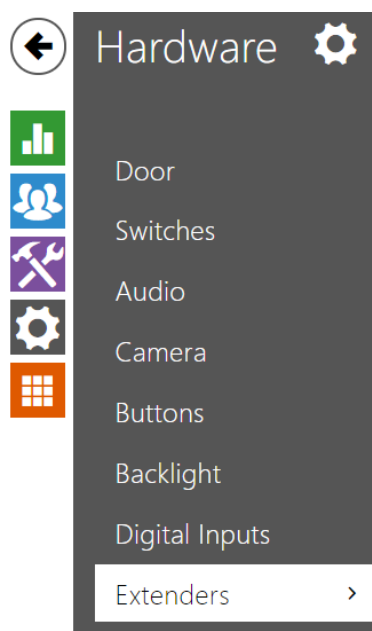 Hardware
Door
Switches
Audio
Camera
Buttons
Backlight
Digital Inputs
Extenders